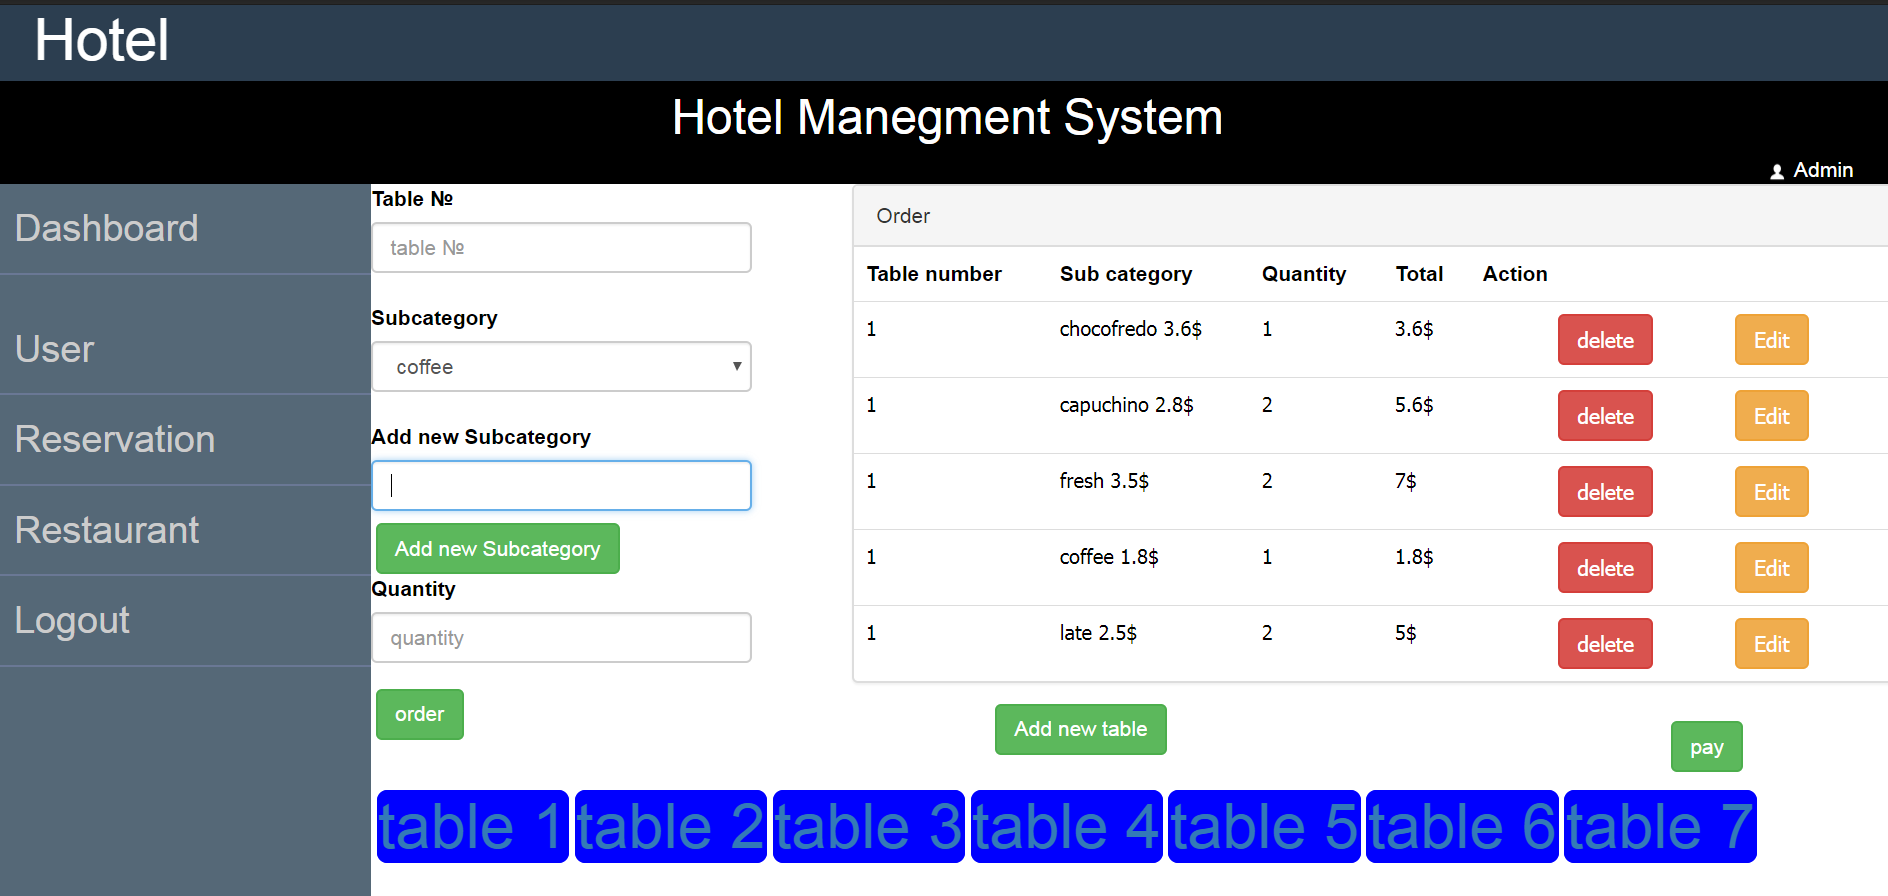 Hotel
Hotel Manegment System
Admin
Dashboard
User
Reservation
Restaurant
Logout
Table №
table №
Subcategory
coffee
Add new Subcategory
Add new Subcategory
Quantity
quantity
order
Order
Table number Sub category Quantity Total Action
1 chocofredo 3.6$ 1 3.6$ delete Edit
1 capuchino 2.8$ 2 5.6$ delete Edit
1 fresh 3.5$ 2 7$ delete Edit
1 coffee 1.8$ 1 1.8$ delete Edit
1 late 2.5$ 2 5$ delete Edit
Add new table
pay
table 1 table 2 table 3 table 4 table 5 table 6 table 7